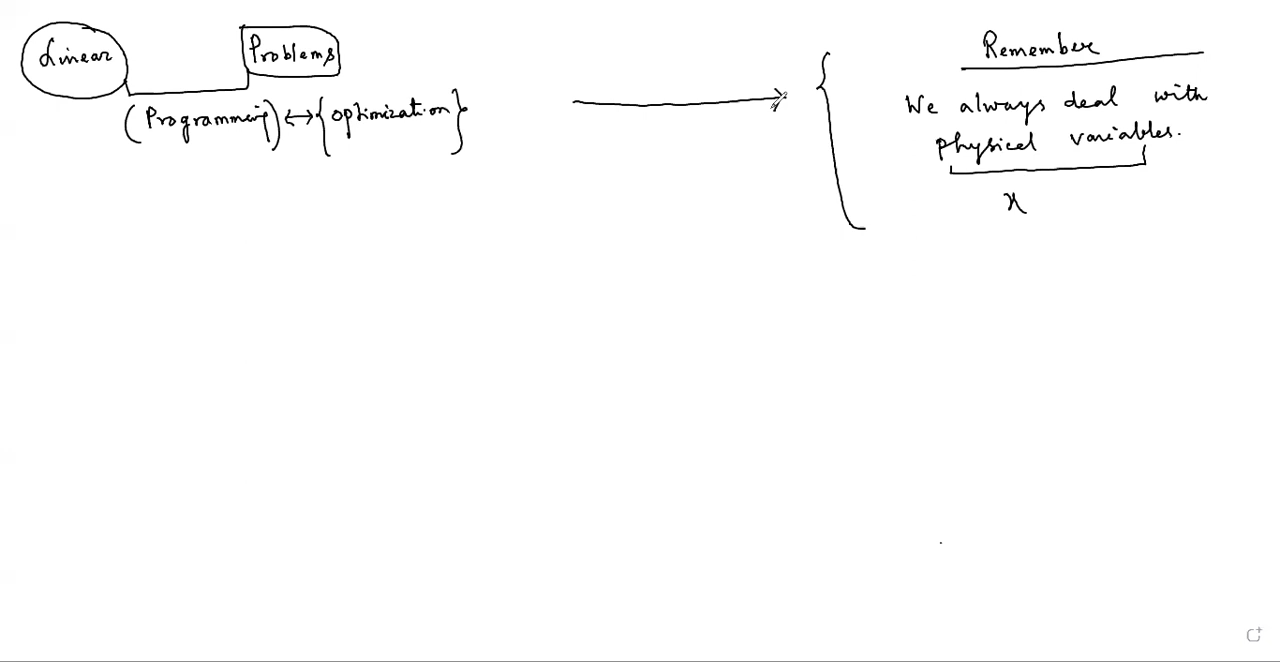 Linear Problems
(Programming) ↔ {optimization}
Remember
We always deal with
physical variables.
x